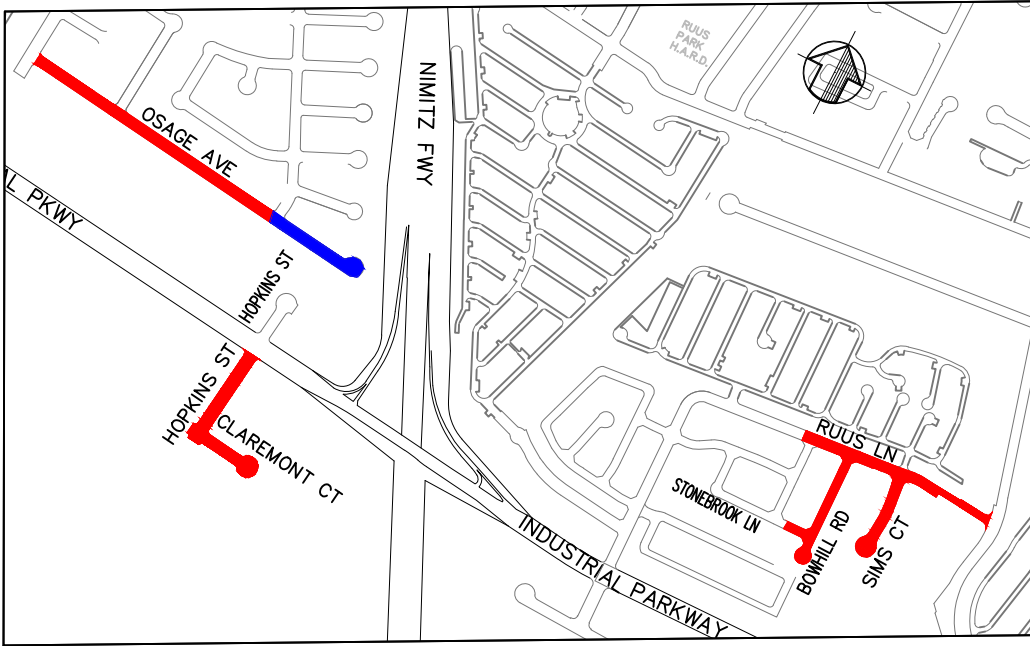 RUUS
PARK
H.A.R.D.
NIMITZ FWY
OSAGE AVE
L PKWY
HOPKINS ST
HOPKINS ST
CLAREMONT CT
RUUS LN
STONEBROOK LN
BOWHILL RD
SIMS CT
INDUSTRIAL PARKWAY